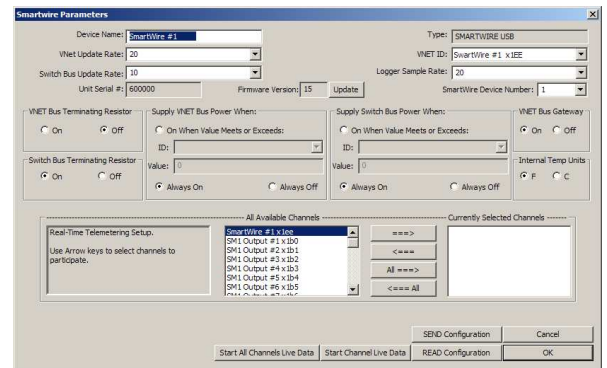 Smartwire Parameters
Device Name: SmartWire #1
Type: SMARTWIRE USB
VNet Update Rate: 20
VNET ID: SwartWire #1 x1EE
Switch Bus Update Rate: 10
Logger Sample Rate: 20
Unit Serial #: 600000
Firmware Version: 15
Update
SmartWire Device Number: 1
VNET Bus Terminating Resistor
On Off
Supply VNET Bus Power When:
On When Value Meets or Exceeds:
ID:
Value: 0
Always On Always Off
Supply Switch Bus Power When:
On When Value Meets or Exceeds:
ID:
Value: 0
Always On Always Off
VNET Bus Gateway
On Off
Switch Bus Terminating Resistor
On Off
Internal Temp Units
F C
Real-Time Telemetering Setup.
Use Arrow keys to select channels to
participate.
All Available Channels
SmartWire #1 x1ee
SM1 Output #1 x1b0
SM1 Output #2 x1b1
SM1 Output #3 x1b2
SM1 Output #4 x1b3
SM1 Output #5 x1b4
SM1 Output #6 x1b5
SM1 Output #7 x1b6
===>
<===
All ===>
<=== All
Currently Selected Channels
SEND Configuration
Cancel
Start All Channels Live Data
Start Channel Live Data
READ Configuration
OK